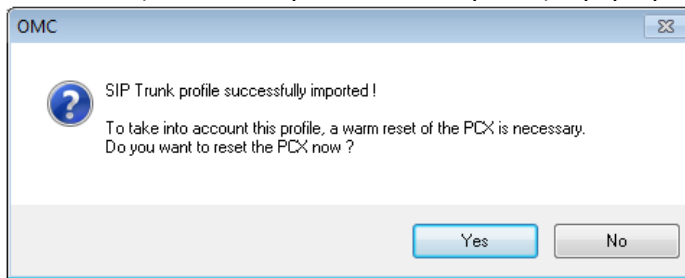 OMC
SIP Trunk profile successfully imported !
To take into account this profile, a warm reset of the PCX is necessary.
Do you want to reset the PCX now ?
Yes
No